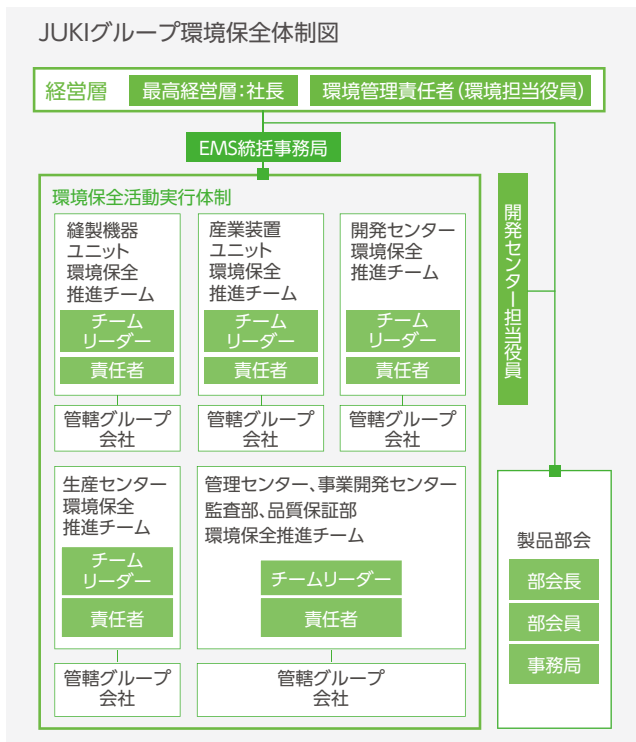 JUKIグループ環境保全体制図
経営層
最高経営層:社長
環境管理責任者(環境担当役員)
EMS統括事務局
環境保全活動実行体制
縫製機器
ユニット
環境保全
推進チーム
チーム
リーダー
責任者
管轄グループ
会社
産業装置
ユニット
環境保全
推進チーム
チーム
リーダー
責任者
管轄グループ
会社
開発センター
環境保全
推進チーム
チーム
リーダー
責任者
管轄グループ
会社
生産センター
環境保全
推進チーム
チーム
リーダー
責任者
管轄グループ
会社
管理センター、事業開発センター
監査部、品質保証部
環境保全推進チーム
チームリーダー
責任者
管轄グループ
会社
開発センター担当役員
製品部会
部会長
部会員
事務局